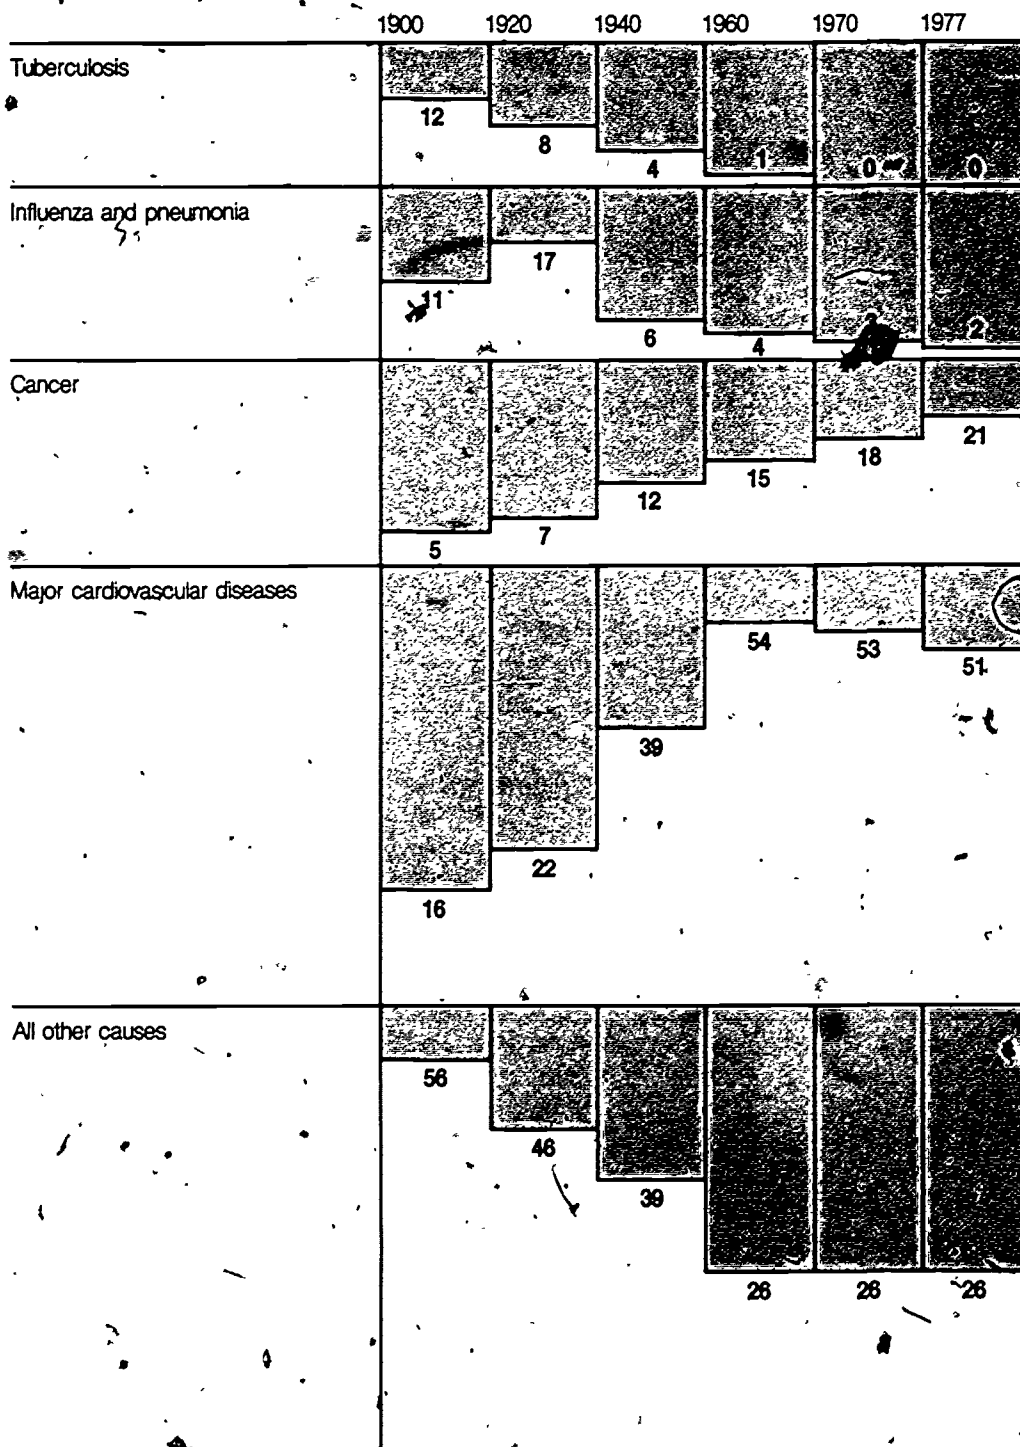 1900 1920 1940 1960 1970 1977
Tuberculosis
12 8 4 1 0 0
Influenza and pneumonia
11 17 6 4 2
Cancer
5 7 12 15 18 21
Major cardiovascular diseases
16 22 39 54 53 51
All other causes
56 46 39 26 26 26